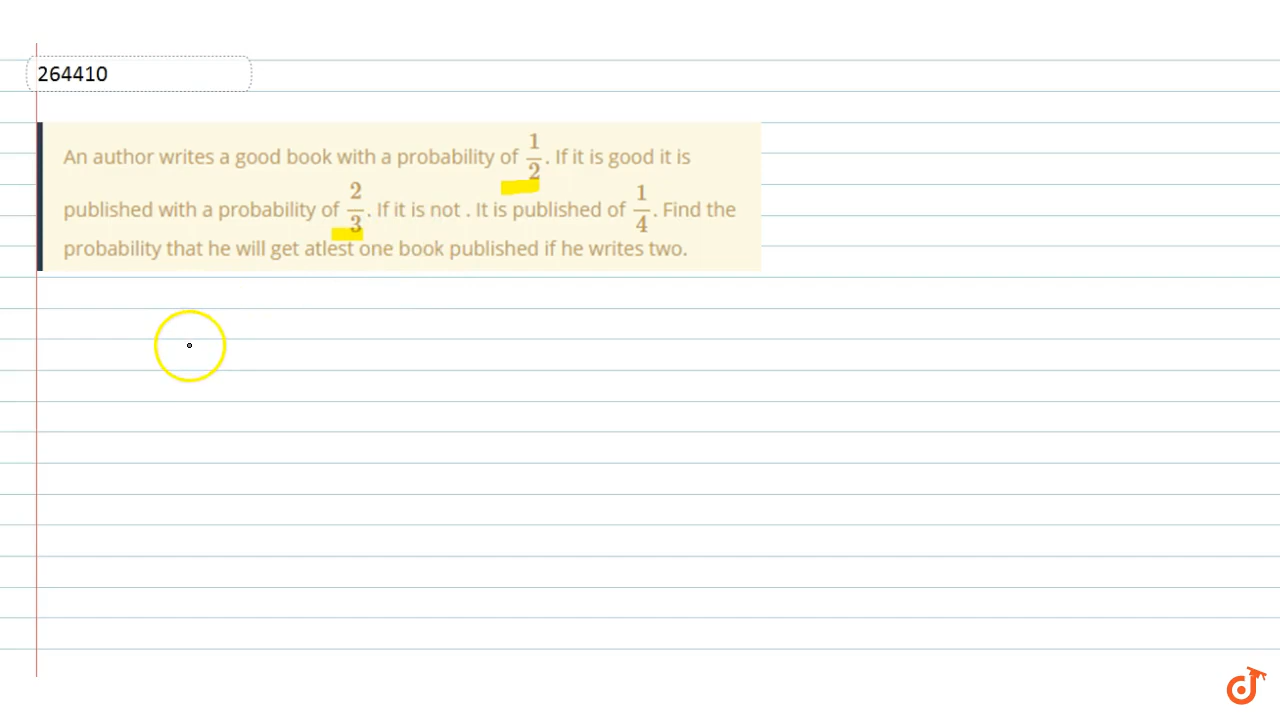 264410
An author writes a good book with a probability of 1/2. If it is good it is
published with a probability of 2/3. If it is not . It is published of 1/4. Find the
probability that he will get atlest one book published if he writes two.